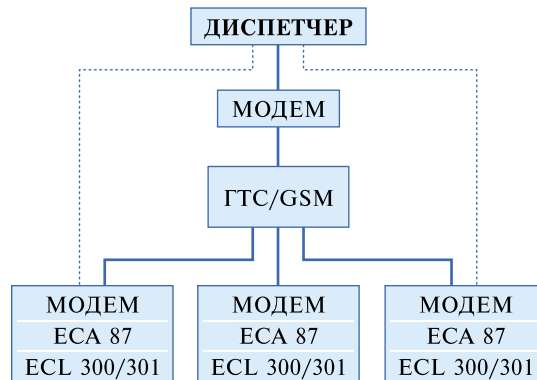 ДИСПЕТЧЕР
МОДЕМ
ГТС/GSM
МОДЕМ
ECA 87
ECL 300/301
МОДЕМ
ECA 87
ECL 300/301
МОДЕМ
ECA 87
ECL 300/301